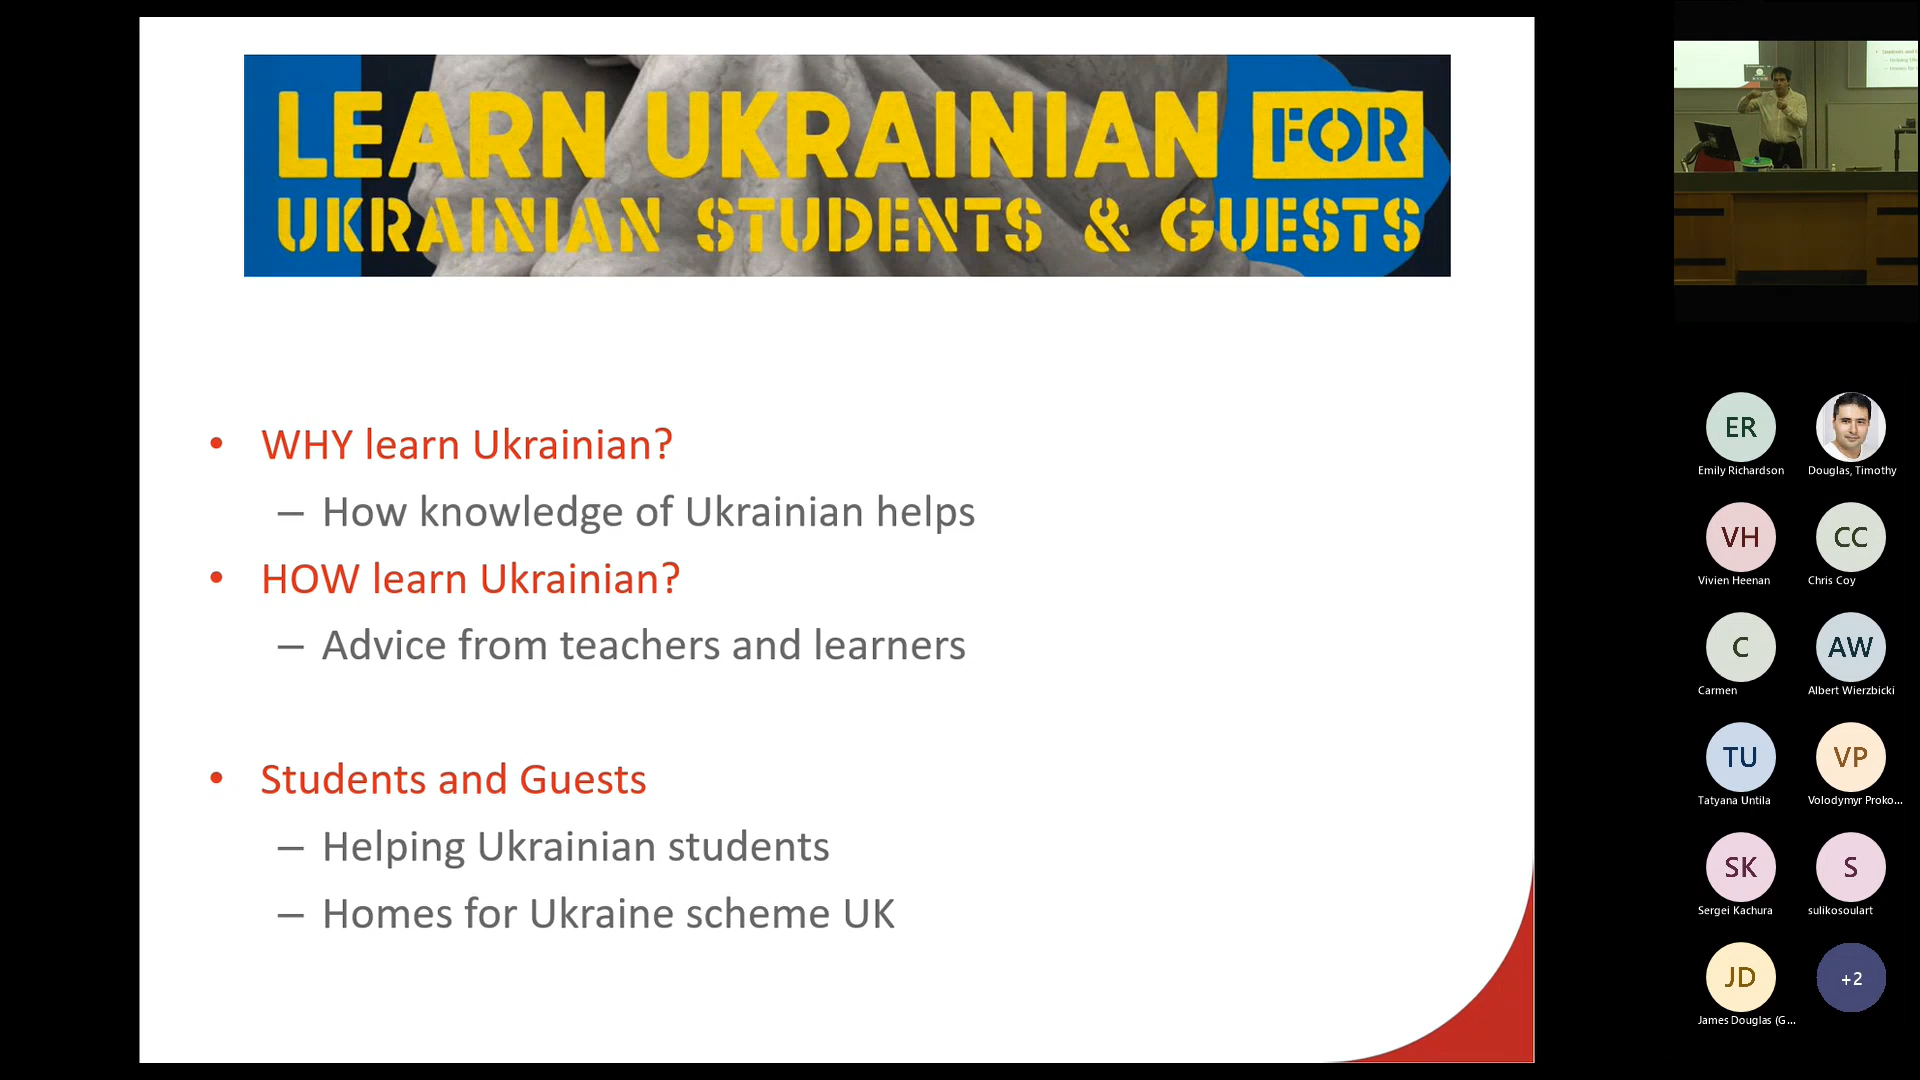 LEARN UKRAINIAN FOR
UKRAINIAN STUDENTS & GUESTS
• WHY learn Ukrainian?
– How knowledge of Ukrainian helps
• HOW learn Ukrainian?
– Advice from teachers and learners
• Students and Guests
– Helping Ukrainian students
– Homes for Ukraine scheme UK
ER
Emily Richardson
Douglas, Timothy
VH
Vivien Heenan
CC
Chris Coy
C
Carmen
AW
Albert Wierzbicki
TU
Tatyana Untila
VP
Volodymyr Proko...
SK
Sergei Kachura
S
sulikosoulart
JD
James Douglas (G...
+2